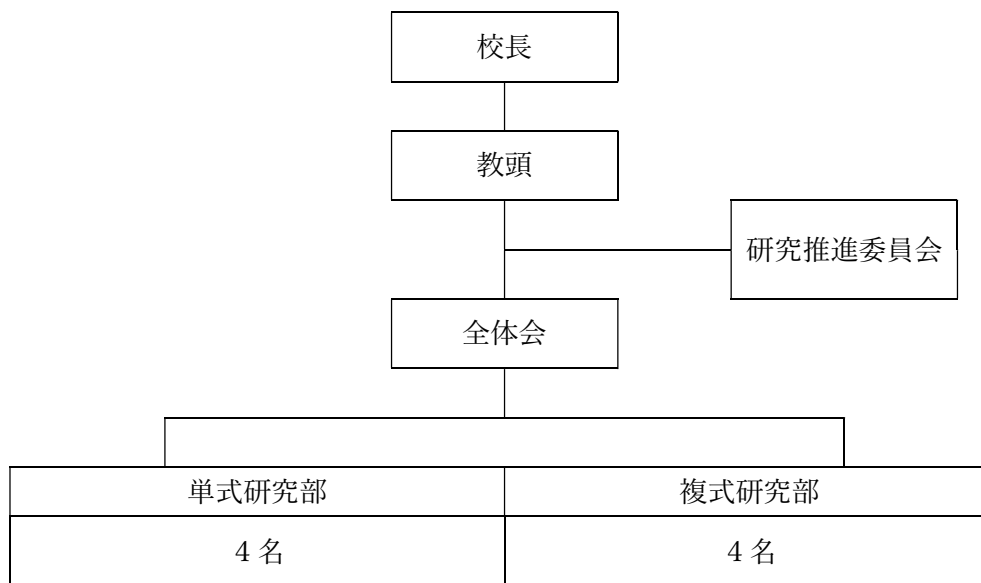 校長
教頭
研究推進委員会
全体会
単式研究部
複式研究部
4名
4名